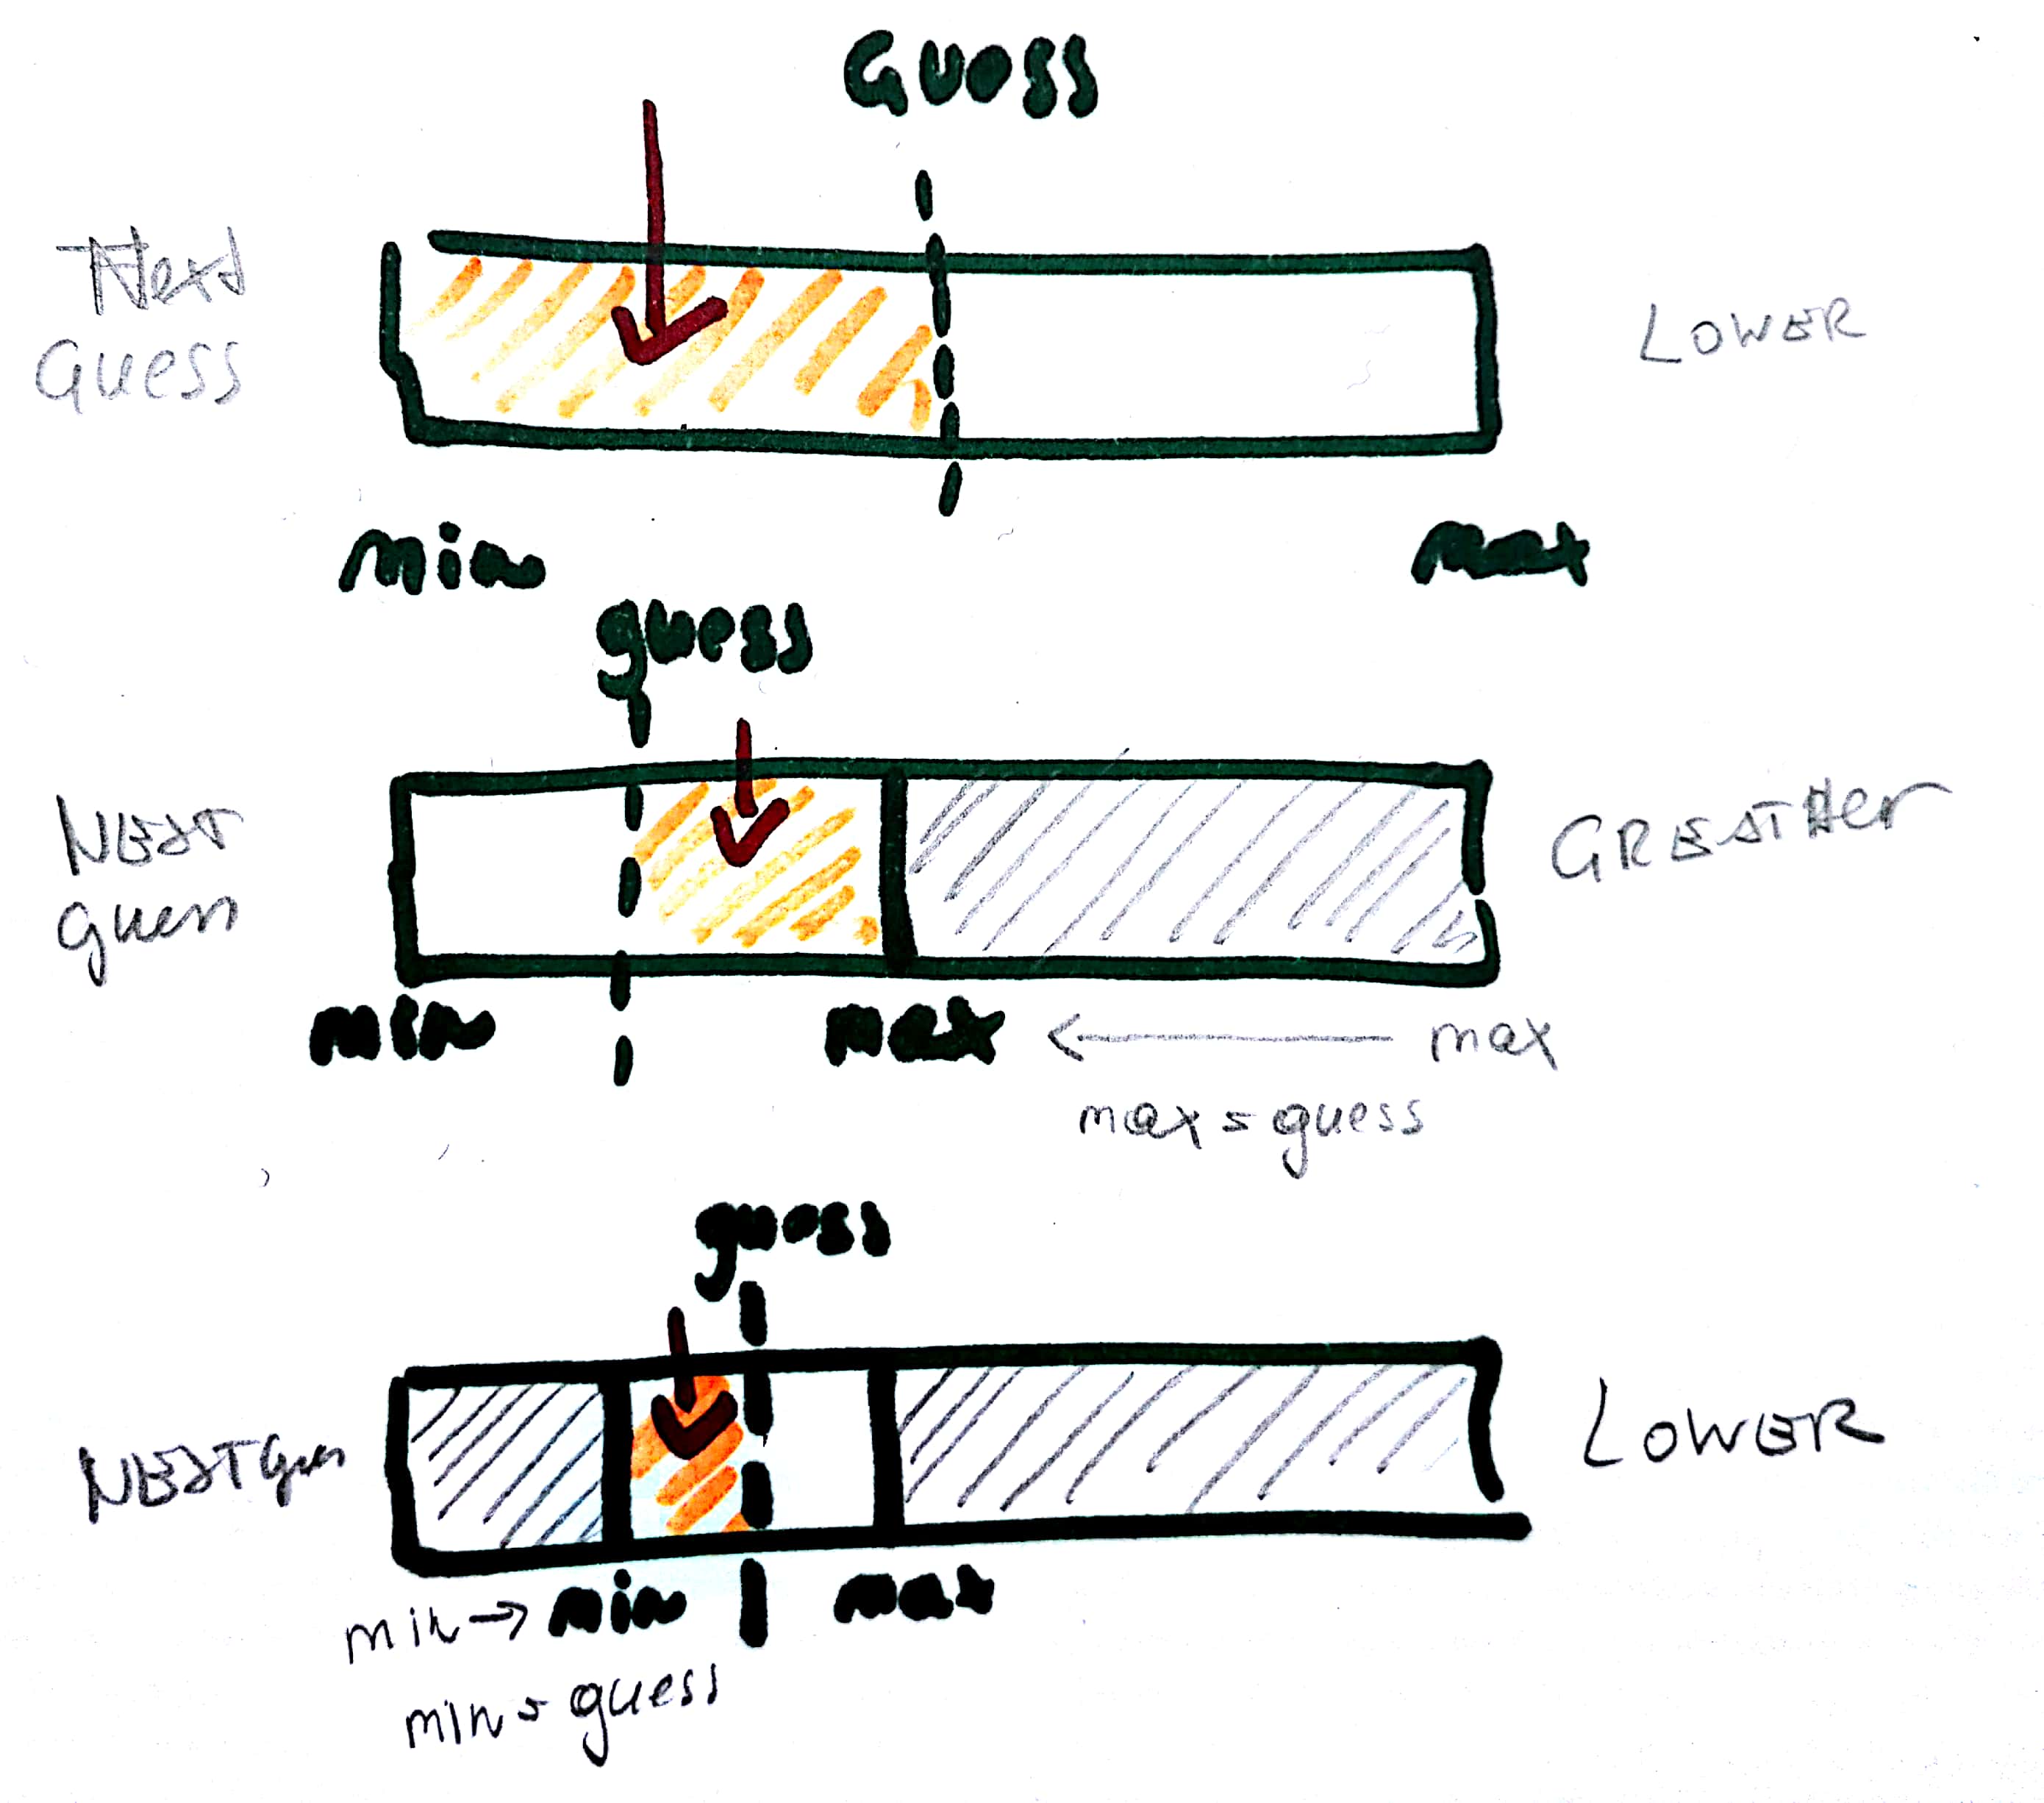 Guess
Next
Guess
LOWER
min
max
guess
NEXT
guess
GREATHer
min
max
max
max = guess
guess
NEXT Guess
LOWER
min → min
max
min = guess